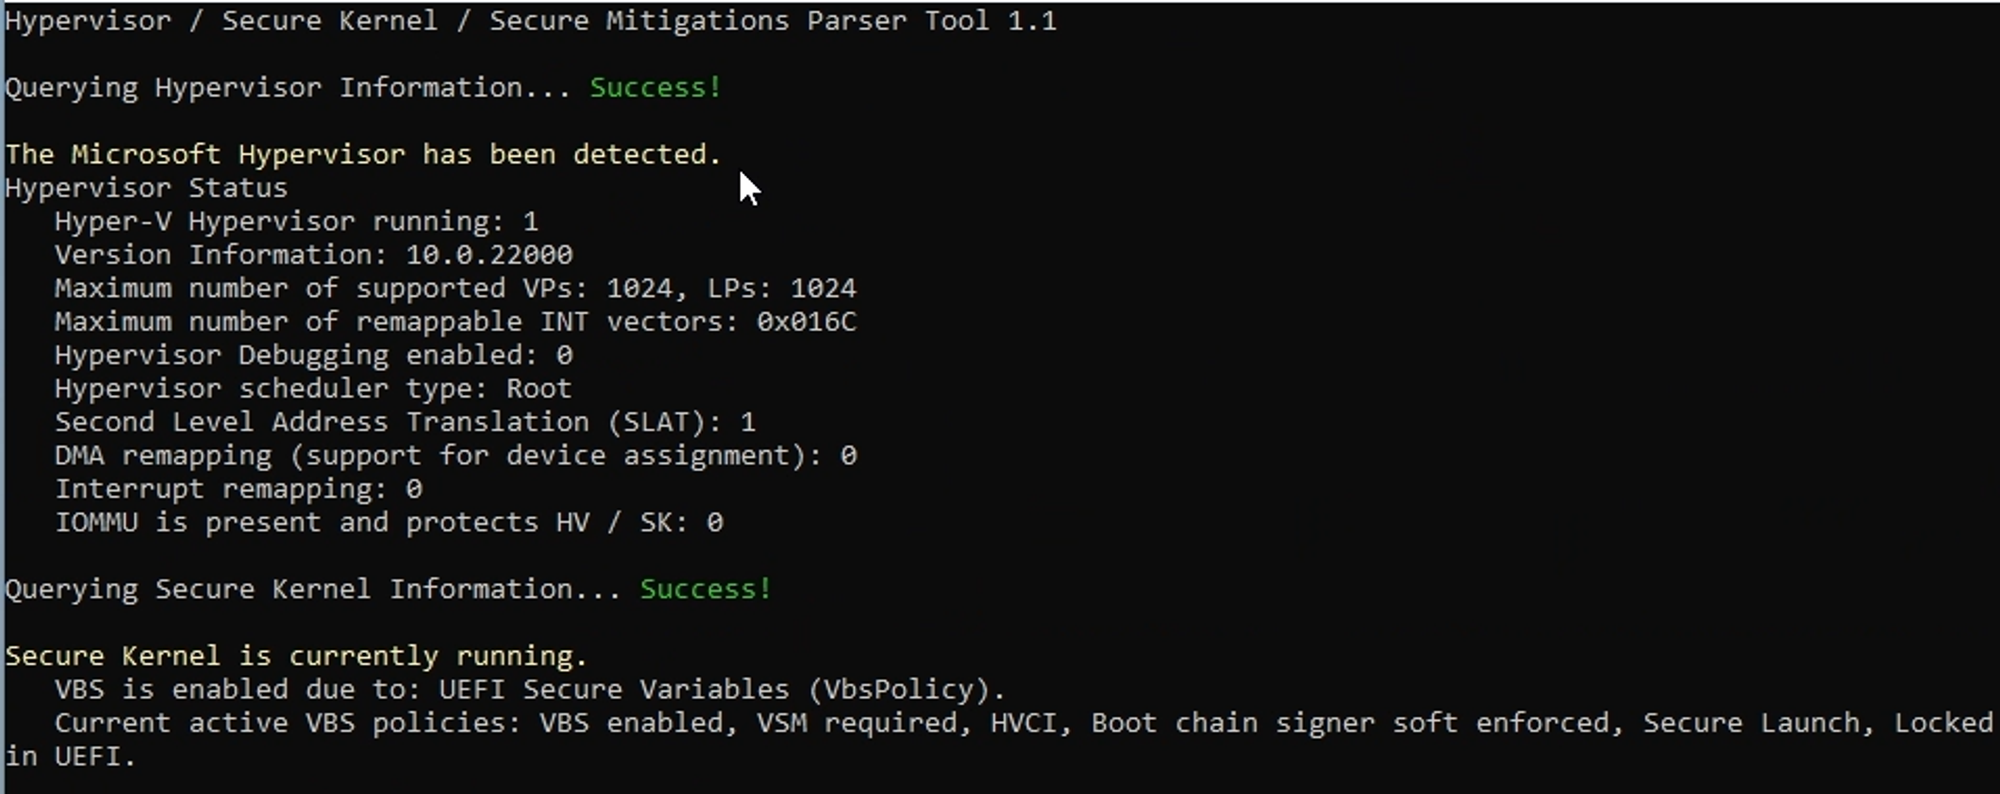 Hypervisor / Secure Kernel / Secure Mitigations Parser Tool 1.1
Querying Hypervisor Information... Success!
The Microsoft Hypervisor has been detected.
Hypervisor Status
Hyper-V Hypervisor running: 1
Version Information: 10.0.22000
Maximum number of supported VPs: 1024, LPs: 1024
Maximum number of remappable INT vectors: 0x016C
Hypervisor Debugging enabled: 0
Hypervisor scheduler type: Root
Second Level Address Translation (SLAT): 1
DMA remapping (support for device assignment): 0
Interrupt remapping: 0
IOMMU is present and protects HV / SK: 0
Querying Secure Kernel Information... Success!
Secure Kernel is currently running.
VBS is enabled due to: UEFI Secure Variables (VbsPolicy).
Current active VBS policies: VBS enabled, VSM required, HVCI, Boot chain signer soft enforced, Secure Launch, Locked
in UEFI.